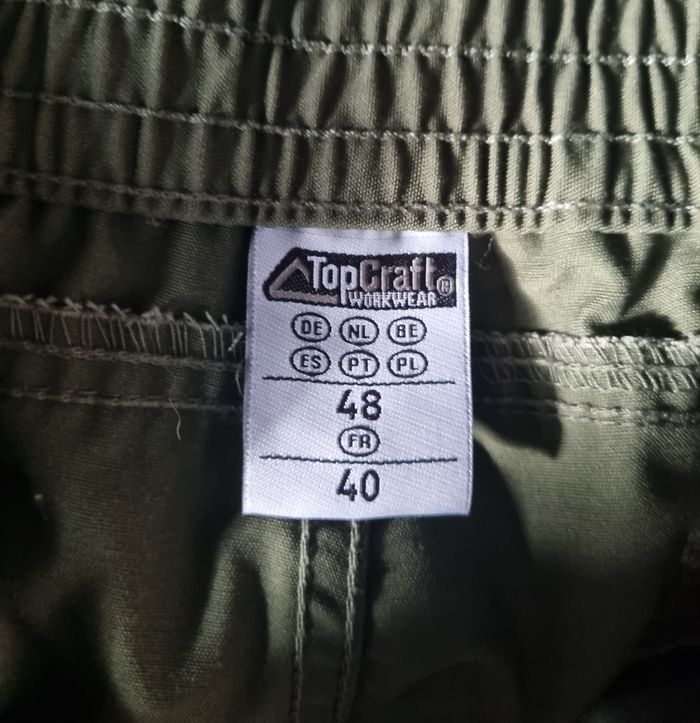 TopCraft ®
WORKWEAR
DE NL BE
ES PT PL
48
FR
40